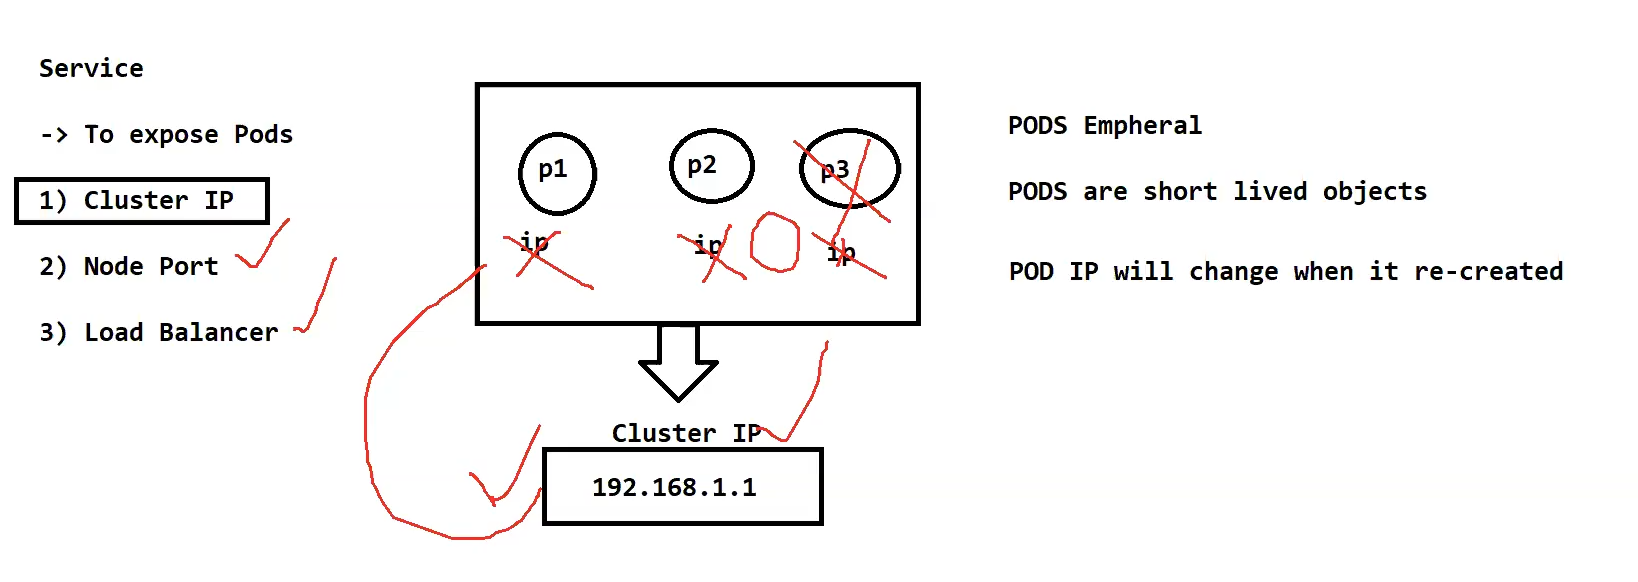 Service
-> To expose Pods
1) Cluster IP
2) Node Port
3) Load Balancer
p1
p2
p3
ip
ip
ip
Cluster IP
192.168.1.1
PODS Empheral
PODS are short lived objects
POD IP will change when it re-created